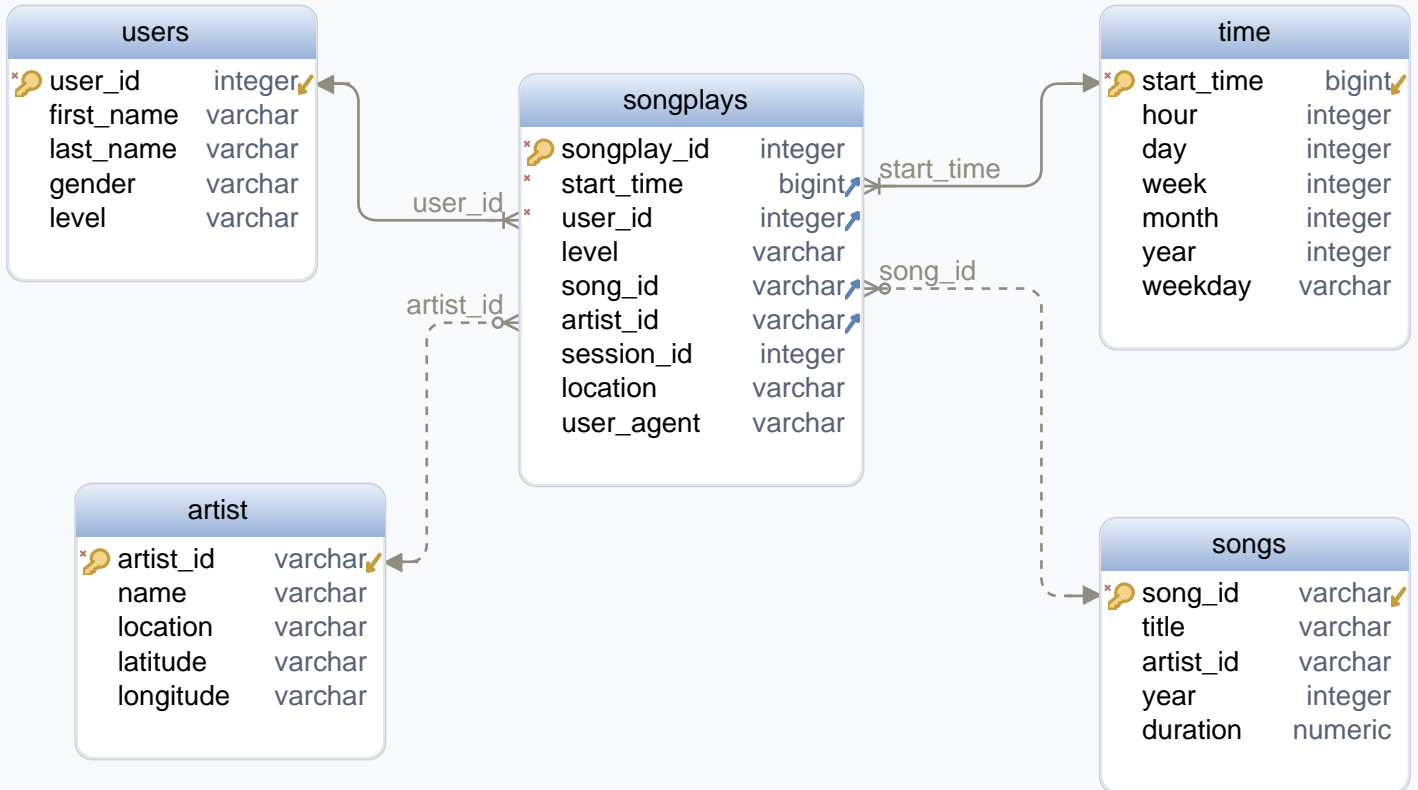 users
user_id integer
first_name varchar
last_name varchar
gender varchar
level varchar
songplays
songplay_id integer
start_time bigint
user_id integer
level varchar
song_id varchar
artist_id varchar
session_id integer
location varchar
user_agent varchar
time
start_time bigint
hour integer
day integer
week integer
month integer
year integer
weekday varchar
user_id
start_time
song_id
artist_id
artist
artist_id varchar
name varchar
location varchar
latitude varchar
longitude varchar
songs
song_id varchar
title varchar
artist_id varchar
year integer
duration numeric